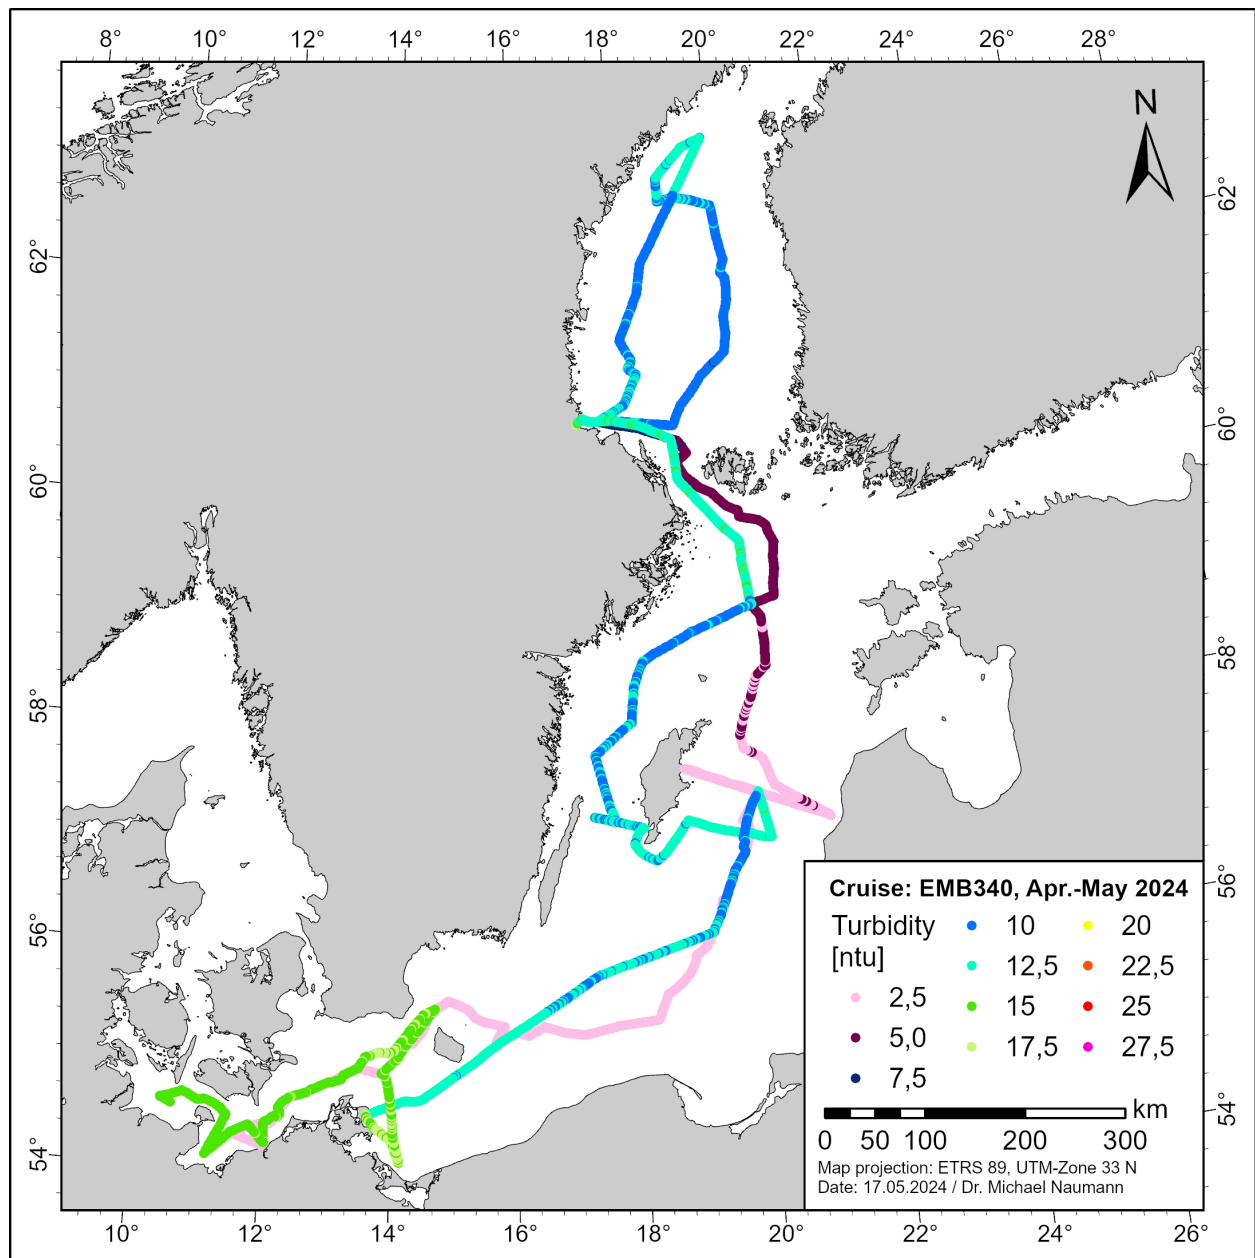 8° 10° 12° 14° 16° 18° 20° 22° 24° 26° 28°
N
62° 62°
60° 60°
58° 58°
56° 56°
54° 54°
Cruise: EMB340, Apr.-May 2024
Turbidity
[ntu]
2,5
5,0
7,5
10
12,5
15
17,5
20
22,5
25
27,5
km
0 50 100 200 300
Map projection: ETRS 89, UTM-Zone 33 N
Date: 17.05.2024 / Dr. Michael Naumann
10° 12° 14° 16° 18° 20° 22° 24° 26°